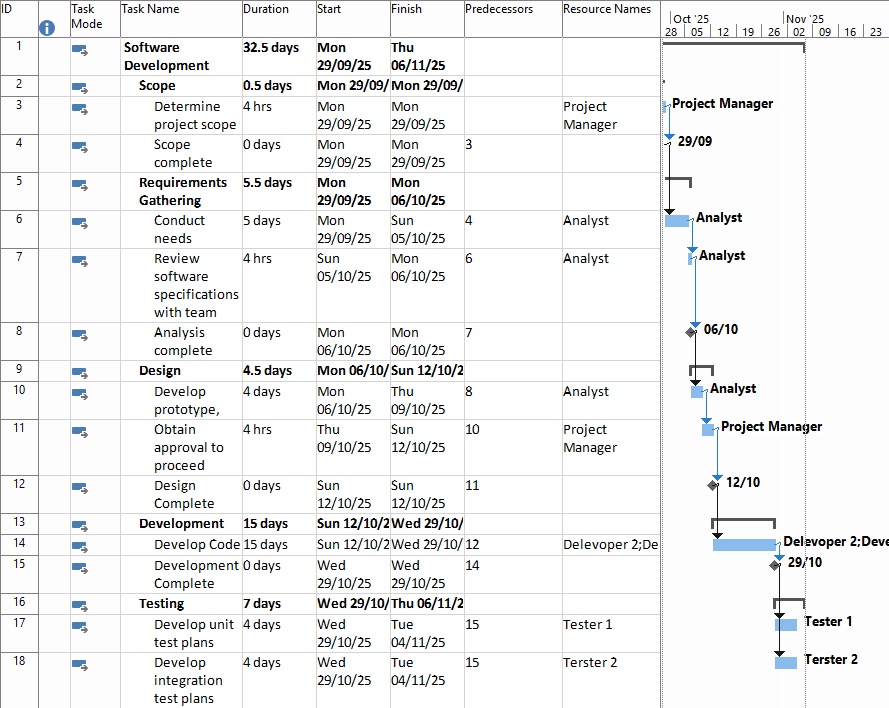 ID Task Mode Task Name Duration Start Finish Predecessors Resource Names Oct '25 Nov '25
28 05 12 19 26 02 09 16 23
1 Software Development 32.5 days Mon 29/09/25 Thu 06/11/25
2 Scope 0.5 days Mon 29/09/ Mon 29/09/
3 Determine project scope 4 hrs Mon 29/09/25 Mon 29/09/25 Project Manager Project Manager
4 Scope complete 0 days Mon 29/09/25 Mon 29/09/25 3 29/09
5 Requirements Gathering 5.5 days Mon 29/09/25 Mon 06/10/25
6 Conduct needs 5 days Mon 29/09/25 Sun 05/10/25 4 Analyst Analyst
7 Review software specifications with team 4 hrs Sun 05/10/25 Mon 06/10/25 6 Analyst Analyst
8 Analysis complete 0 days Mon 06/10/25 Mon 06/10/25 7 06/10
9 Design 4.5 days Mon 06/10/ Sun 12/10/2
10 Develop prototype, 4 days Mon 06/10/25 Thu 09/10/25 8 Analyst Analyst
11 Obtain approval to proceed 4 hrs Thu 09/10/25 Sun 12/10/25 10 Project Manager Project Manager
12 Design Complete 0 days Sun 12/10/25 Sun 12/10/25 11 12/10
13 Development 15 days Sun 12/10/2 Wed 29/10/
14 Develop Code 15 days Sun 12/10/2 Wed 29/10/ 12 Delevoper 2;De Delevoper 2;Deve
15 Development Complete 0 days Wed 29/10/25 Wed 29/10/25 14 29/10
16 Testing 7 days Wed 29/10/ Thu 06/11/2
17 Develop unit test plans 4 days Wed 29/10/25 Tue 04/11/25 15 Tester 1 Tester 1
18 Develop integration test plans 4 days Wed 29/10/25 Tue 04/11/25 15 Terster 2 Terster 2